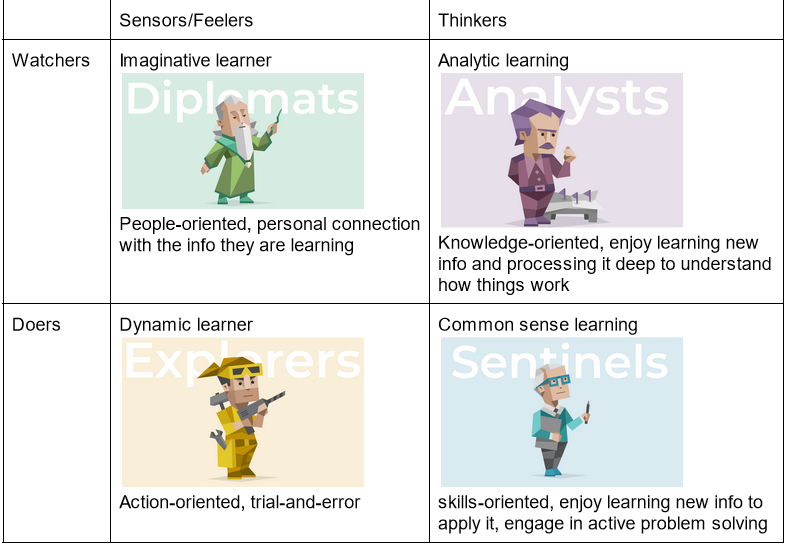 Sensors/Feelers
Thinkers
Watchers
Imaginative learner
Diplomats
People-oriented, personal connection
with the info they are learning
Analytic learning
Analysts
Knowledge-oriented, enjoy learning new
info and processing it deep to understand
how things work
Doers
Dynamic learner
Explorers
Action-oriented, trial-and-error
Common sense learning
Sentinels
skills-oriented, enjoy learning new info to
apply it, engage in active problem solving